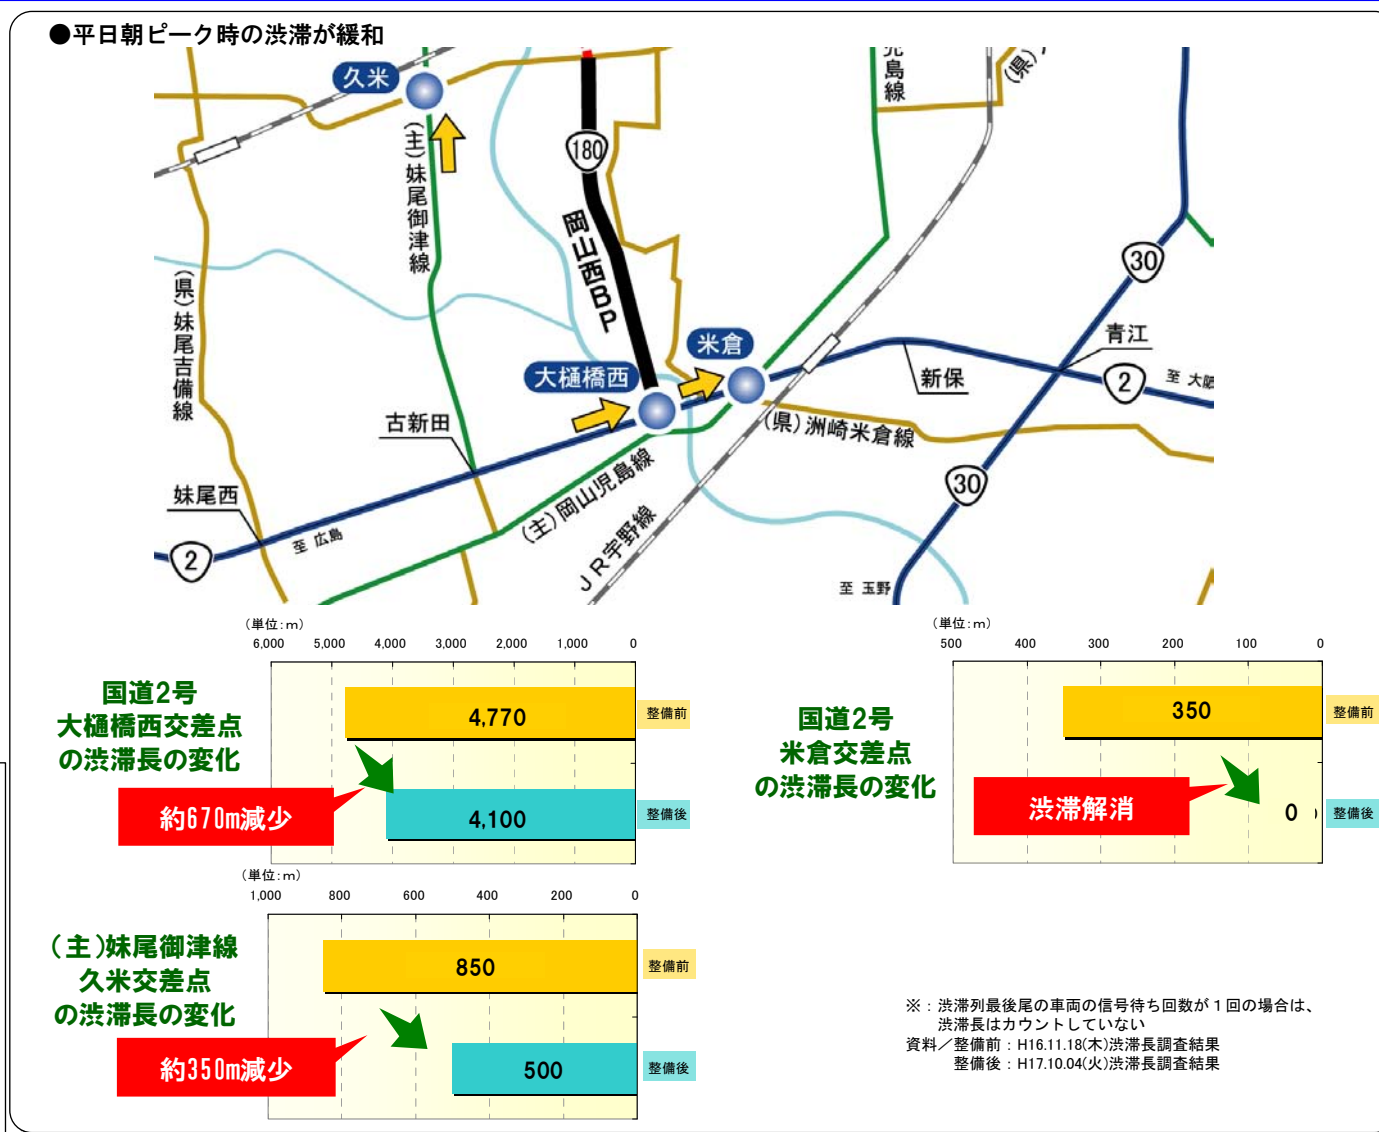 ●平日朝ピーク時の渋滞が緩和
久米
(主)妹尾御津線
180
岡山西BP
児島線
(県)
(県)妹尾吉備線
30
青江
米倉
大樋橋西
新保
2
至 大阪
古新田
(県)洲崎米倉線
30
妹尾西
(主)岡山児島線
至 広島
JR宇野線
2
至 玉野
(単位:m)
6,000 5,000 4,000 3,000 2,000 1,000 0
国道2号
大樋橋西交差点
の渋滞長の変化
4,770
整備前
約670m減少
4,100
整備後
(単位:m)
500 400 300 200 100 0
国道2号
米倉交差点
の渋滞長の変化
350
整備前
渋滞解消
0
整備後
(単位:m)
1,000 800 600 400 200 0
(主)妹尾御津線
久米交差点
の渋滞長の変化
850
整備前
約350m減少
500
整備後
※:渋滞列最後尾の車両の信号待ち回数が1回の場合は、
渋滞長はカウントしていない
資料/整備前:H16.11.18(木)渋滞長調査結果
整備後:H17.10.04(火)渋滞長調査結果